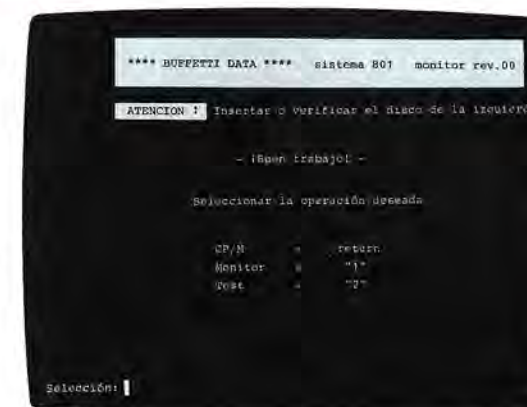 **** BUFFETTI DATA **** sistema 801 monitor rev.00
ATENCION : Insertar o verificar el disco de la izquierd
- ¡Buen trabajo! -
Seleccionar la operación deseada
CP/M = return
Monitor = "1"
Test = "2"
Selección: